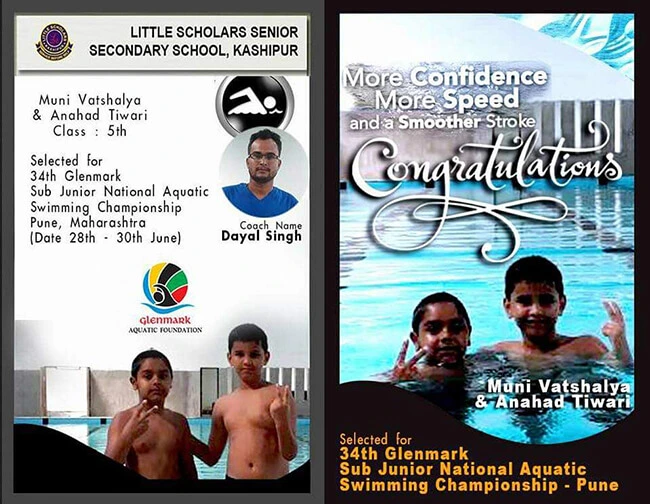 LITTLE SCHOLARS SENIOR
SECONDARY SCHOOL, KASHIPUR
Muni Vatshalya
& Anahad Tiwari
Class : 5th
Selected for
34th Glenmark
Sub Junior National Aquatic
Swimming Championship
Pune, Maharashtra
(Date 28th - 30th June)
Coach Name
Dayal Singh
Glenmark
AQUATIC FOUNDATION
More Confidence
More Speed
and a Smoother Stroke
Congratulations
Muni Vatshalya
& Anahad Tiwari
Selected for
34th Glenmark
Sub Junior National Aquatic
Swimming Championship - Pune